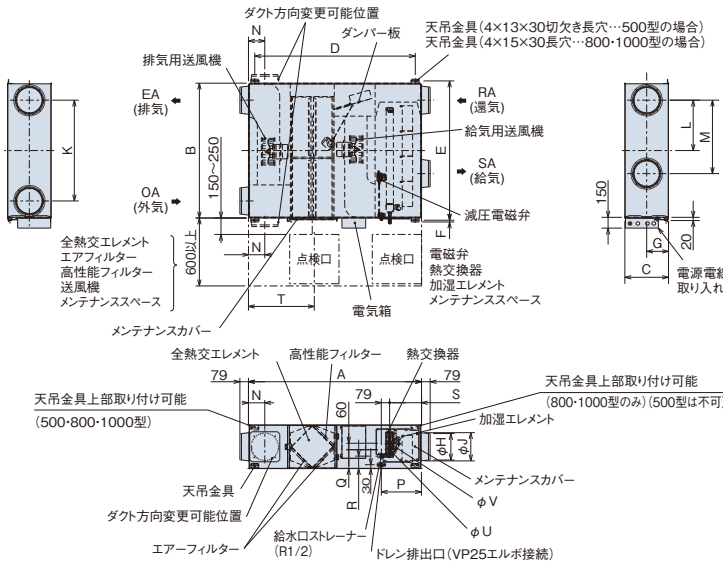 ダクト方向変更可能位置
天吊金具(4×13×30切欠き長穴…500型の場合)
天吊金具(4×15×30長穴…800・1000型の場合)
N
D
ダンパー板
排気用送風機
EA
(排気)
RA
(還気)
給気用送風機
K
B
E
L
M
OA
(外気)
SA
(給気)
150~250
減圧電磁弁
F
150
20
G
C
電源電線
取り入れ
全熱交エレメント
エアフィルター
高性能フィルター
送風機
メンテナンススペース
600以上
N
点検口
点検口
T
電磁弁
熱交換器
加湿エレメント
メンテナンススペース
電気箱
メンテナンスカバー
全熱交エレメント
高性能フィルター
熱交換器
79
A
79
天吊金具上部取り付け可能
(500・800・1000型)
N
60
79
S
天吊金具上部取り付け可能
(800・1000型のみ)(500型は不可)
加湿エレメント
φH
φJ
メンテナンスカバー
天吊金具
Q
R
30
P
φV
ダクト方向変更可能位置
φU
エアーフィルター
給水口ストレーナー
(R1/2)
ドレン排出口(VP25エルボ接続)